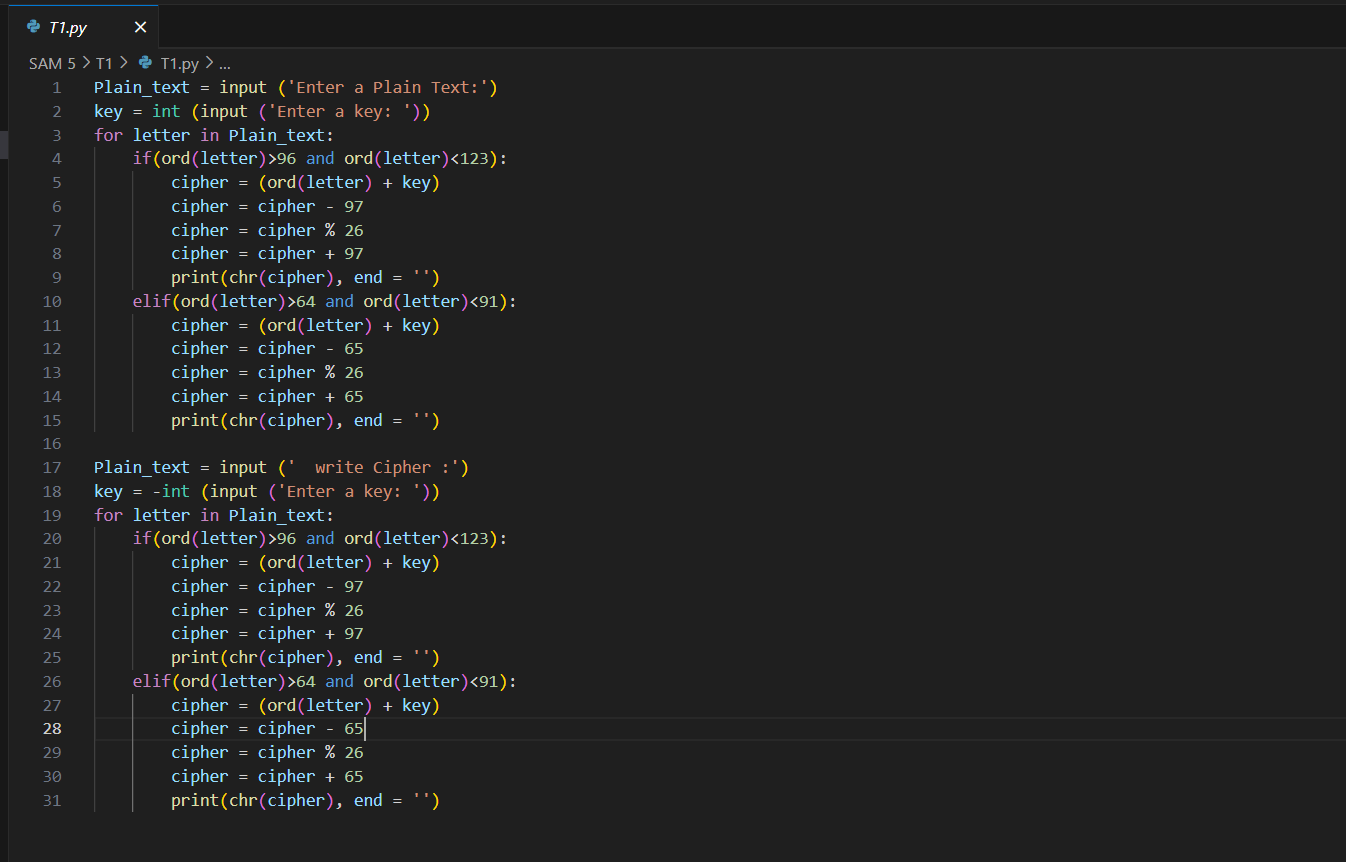 T1.py ×
SAM 5 > T1 > T1.py > ...
1 Plain_text = input ('Enter a Plain Text:')
2 key = int (input ('Enter a key: '))
3 for letter in Plain_text:
4     if(ord(letter)>96 and ord(letter)<123):
5         cipher = (ord(letter) + key)
6         cipher = cipher - 97
7         cipher = cipher % 26
8         cipher = cipher + 97
9         print(chr(cipher), end = '')
10     elif(ord(letter)>64 and ord(letter)<91):
11         cipher = (ord(letter) + key)
12         cipher = cipher - 65
13         cipher = cipher % 26
14         cipher = cipher + 65
15         print(chr(cipher), end = '')
16
17 Plain_text = input ('  write Cipher :')
18 key = -int (input ('Enter a key: '))
19 for letter in Plain_text:
20     if(ord(letter)>96 and ord(letter)<123):
21         cipher = (ord(letter) + key)
22         cipher = cipher - 97
23         cipher = cipher % 26
24         cipher = cipher + 97
25         print(chr(cipher), end = '')
26     elif(ord(letter)>64 and ord(letter)<91):
27         cipher = (ord(letter) + key)
28         cipher = cipher - 65
29         cipher = cipher % 26
30         cipher = cipher + 65
31         print(chr(cipher), end = '')